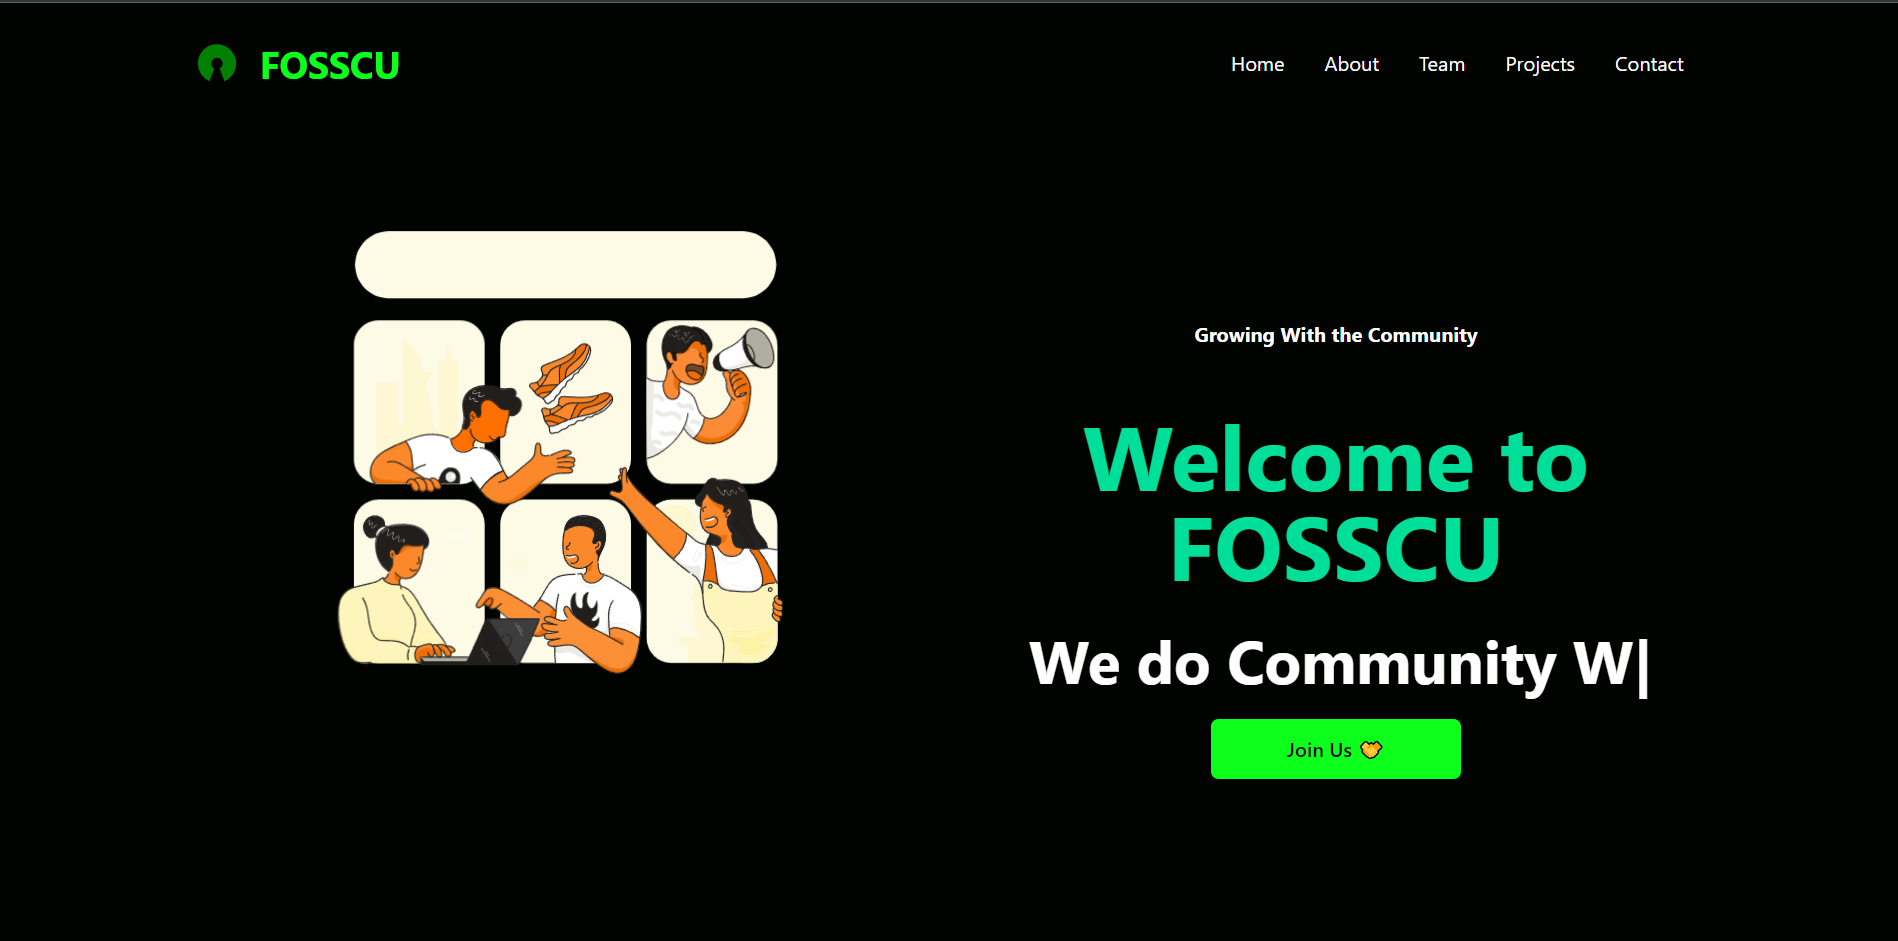 FOSSCU
Home About Team Projects Contact
Growing With the Community
Welcome to
FOSSCU
We do Community W|
Join Us 🤝